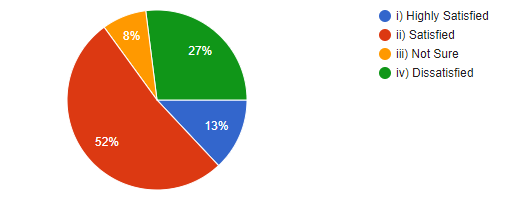 8%
27%
13%
52%
i) Highly Satisfied
ii) Satisfied
iii) Not Sure
iv) Dissatisfied